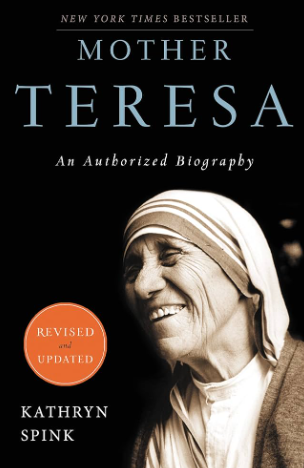 NEW YORK TIMES BESTSELLER
MOTHER
TERESA
An Authorized Biography
REVISED
and
UPDATED
KATHRYN
SPINK